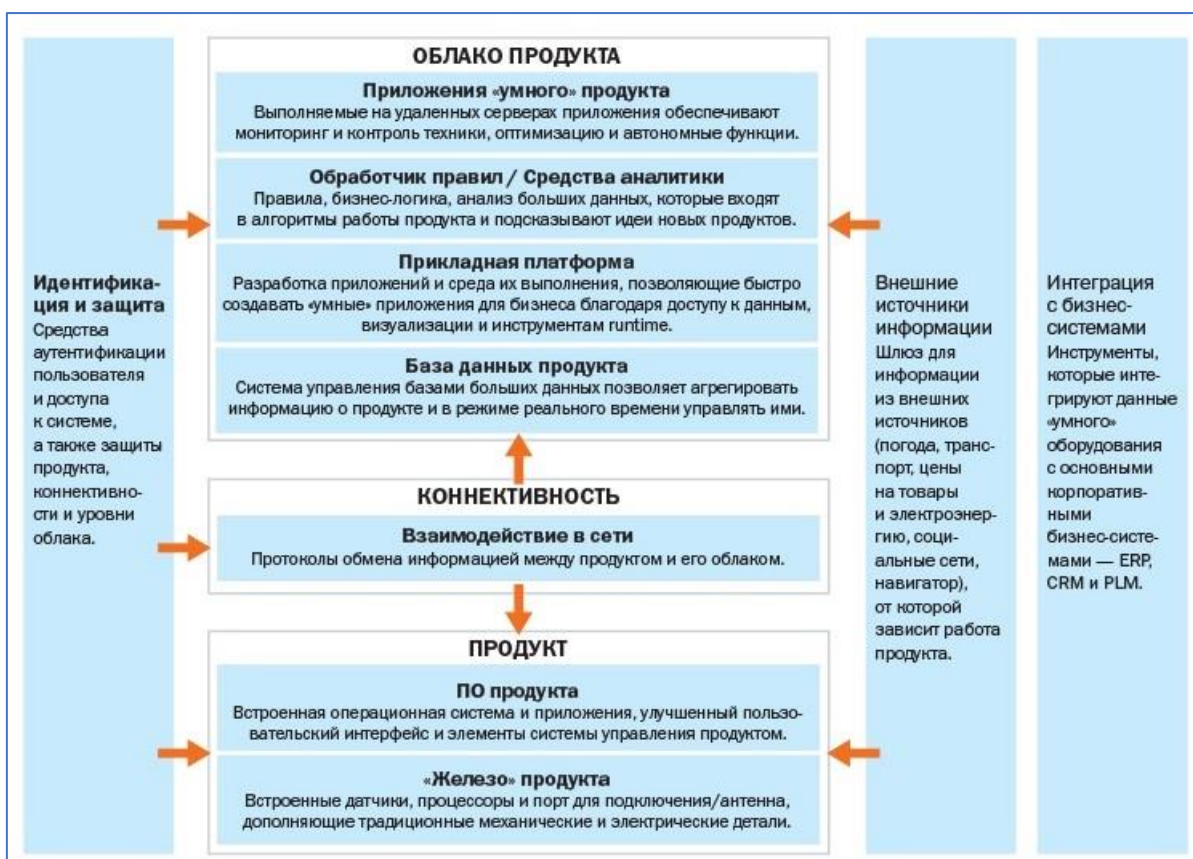 ОБЛАКО ПРОДУКТА
Приложения «умного» продукта
Выполняемые на удаленных серверах приложения обеспечивают
мониторинг и контроль техники, оптимизацию и автономные функции.
Обработчик правил / Средства аналитики
Правила, бизнес-логика, анализ больших данных, которые входят
в алгоритмы работы продукта и подсказывают идеи новых продуктов.
Прикладная платформа
Разработка приложений и среда их выполнения, позволяющие быстро
создавать «умные» приложения для бизнеса благодаря доступу к данным,
визуализации и инструментам runtime.
База данных продукта
Система управления базами больших данных позволяет агрегировать
информацию о продукте и в режиме реального времени управлять ими.
КОННЕКТИВНОСТЬ
Взаимодействие в сети
Протоколы обмена информацией между продуктом и его облаком.
ПРОДУКТ
ПО продукта
Встроенная операционная система и приложения, улучшенный пользо-
вательский интерфейс и элементы системы управления продуктом.
«Железо» продукта
Встроенные датчики, процессоры и порт для подключения/антенна,
дополняющие традиционные механические и электрические детали.
Идентифика-
ция и защита
Средства
аутентификации
пользователя
и доступа
к системе,
а также защиты
продукта,
коннективно-
сти и уровни
облака.
Внешние
источники
информации
Шлюз для
информации
из внешних
источников
(погода, транс-
порт, цены
на товары
и электроэнер-
гию, соци-
альные сети,
навигатор),
от которой
зависит работа
продукта.
Интеграция
с бизнес-
системами
Инструменты,
которые инте-
грируют данные
«умного»
оборудования
с основными
корпоратив-
ными
бизнес-систе-
мами — ERP,
CRM и PLM.